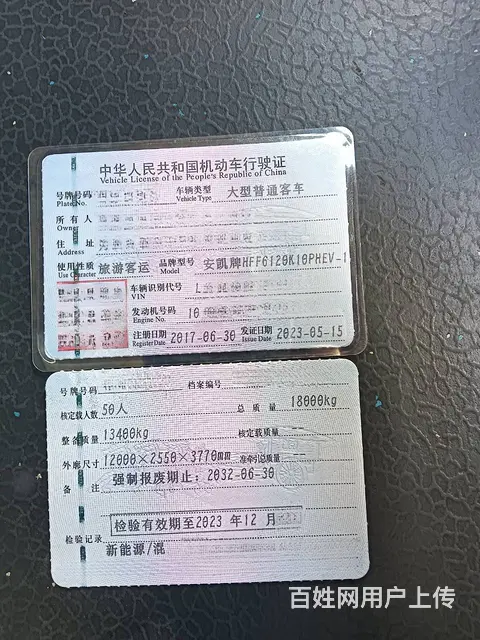 中华人民共和国机动车行驶证
Vehicle License of the People's Republic of China
号牌号码 车辆类型 大型普通客车
Plate No. Vehicle Type
所有人
Owner
住址
Address
使用性质 旅游客运 品牌型号 安凯牌HFF6120K10PHEV-1
Use Character Model
车辆识别代号 L
VIN
发动机号码 10
Engine No.
注册日期 2017-06-30 发证日期 2023-05-15
Register Date Issue Date
号牌号码 档案编号
核定载人数 50人 总质量 18000kg
整备质量 13400kg 核定载质量 --
外廓尺寸 12000×2550×3770mm 准牵引总质量 --
备注 强制报废期止：2032-06-30
检验有效期至2023 年12 月
检验记录
新能源/混
百姓网用户上传